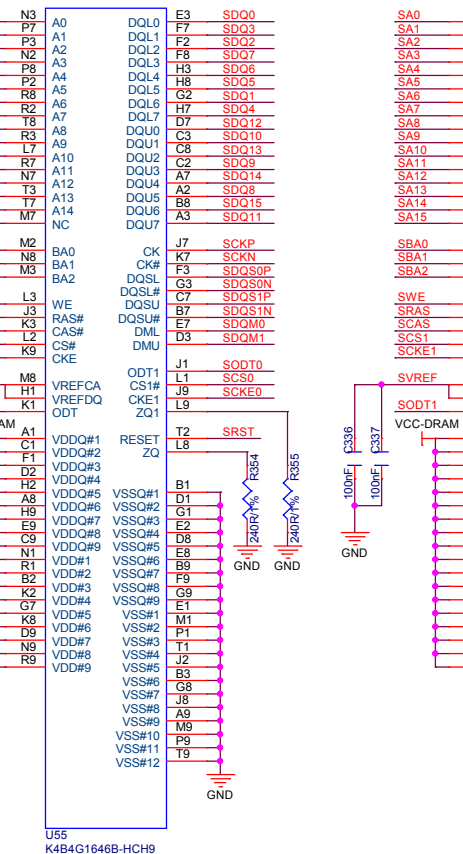 N3 A0 DQL0 E3 SDQ0 SA0
P7 A1 DQL1 F7 SDQ3 SA1
P3 A2 DQL2 F2 SDQ2 SA2
N2 A3 DQL3 F8 SDQ7 SA3
P8 A4 DQL4 H3 SDQ6 SA4
P2 A5 DQL5 H8 SDQ5 SA5
R8 A6 DQL6 G2 SDQ1 SA6
R2 A7 DQL7 H7 SDQ4 SA7
T8 A8 DQU0 D7 SDQ12 SA8
R3 A9 DQU1 C3 SDQ10 SA9
L7 A10 DQU2 C8 SDQ13 SA10
R7 A11 DQU3 C2 SDQ9 SA11
N7 A12 DQU4 A7 SDQ14 SA12
T3 A13 DQU5 A2 SDQ8 SA13
T7 A14 DQU6 B8 SDQ15 SA14
M7 NC DQU7 A3 SDQ11 SA15
M2 BA0 CK J7 SCKP SBA0
N8 BA1 CK# K7 SCKN SBA1
M3 BA2 DQSL F3 SDQS0P SBA2
DQSL# G3 SDQS0N
L3 WE DQSU C7 SDQS1P SWE
J3 RAS# DQSU# B7 SDQS1N SRAS
K3 CAS# DML E7 SDQM0 SCAS
L2 CS# DMU D3 SDQM1 SCS1
K9 CKE SCKE1
ODT1 J1 SODT0
M8 VREFCA CS1# L1 SCS0 SVREF
H1 VREFDQ CKE1 J9 SCKE0
K1 ODT ZQ1 L9 SODT1
AM VCC-DRAM
A1 VDDQ#1 RESET T2 SRST
C1 VDDQ#2 ZQ L8
F1 VDDQ#3
D2 VDDQ#4
H2 VDDQ#5 VSSQ#1 B1
A8 VDDQ#6 VSSQ#2 D1
H9 VDDQ#7 VSSQ#3 G1
E9 VDDQ#8 VSSQ#4 E2
C9 VDDQ#9 VSSQ#5 D8
N1 VDD#1 VSSQ#6 E8
R1 VDD#2 VSSQ#7 B9
B2 VDD#3 VSSQ#8 F9
K2 VDD#4 VSSQ#9 G9
G7 VDD#5 VSS#1 E1
K8 VDD#6 VSS#2 M1
D9 VDD#7 VSS#3 P1
N9 VDD#8 VSS#4 T1
R9 VDD#9 VSS#5 J2
VSS#6 B3
VSS#7 G8
VSS#8 J8
VSS#9 A9
VSS#10 M9
VSS#11 P9
VSS#12 T9
R354
240R/1%
R355
240R/1%
C336
100nF
C337
100nF
GND
GND
GND
GND
U55
K4B4G1646B-HCH9